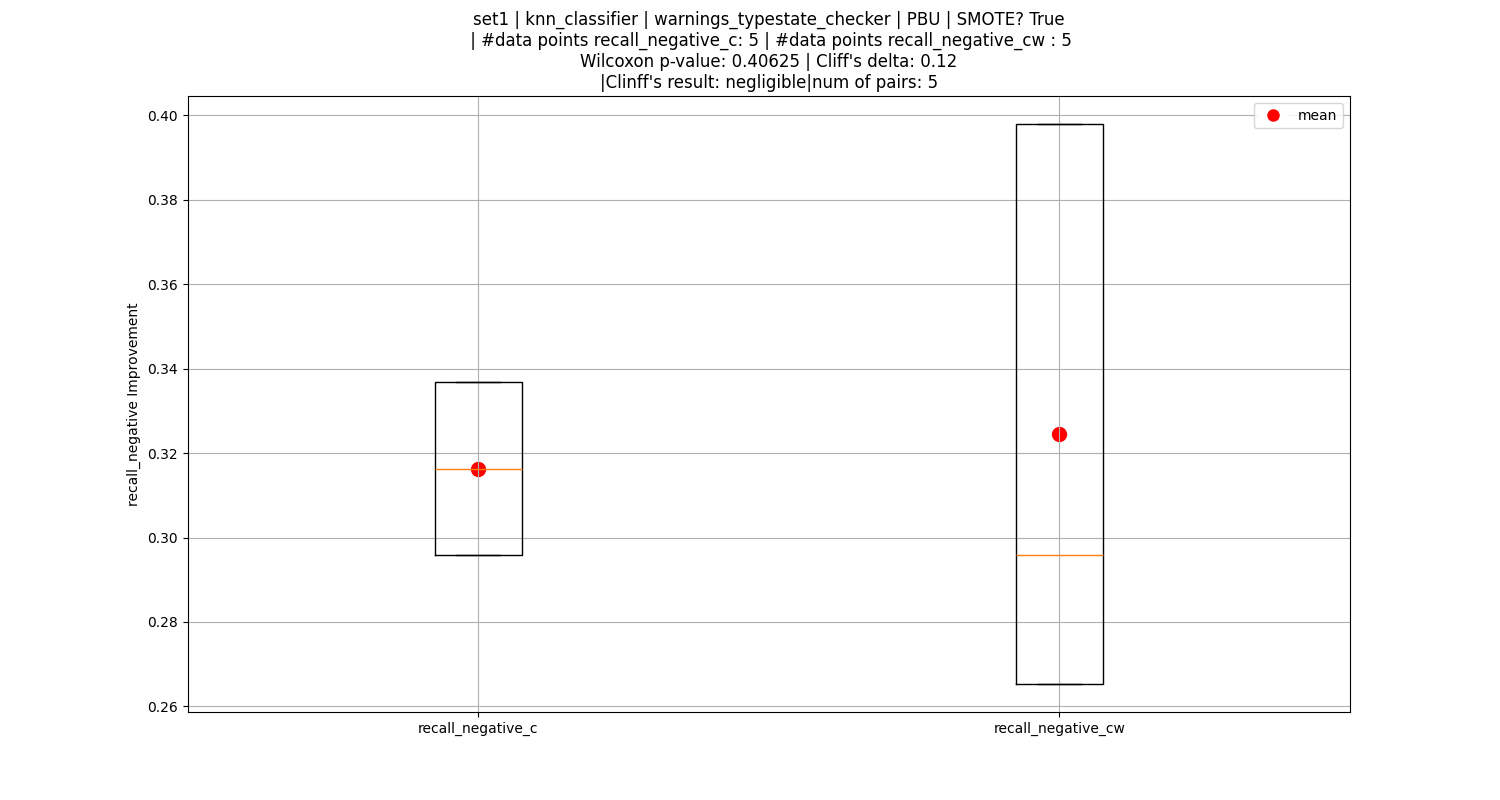 set1 | knn_classifier | warnings_typestate_checker | PBU | SMOTE? True
| #data points recall_negative_c: 5 | #data points recall_negative_cw : 5
Wilcoxon p-value: 0.40625 | Cliff's delta: 0.12
|Clinff's result: negligible|num of pairs: 5
mean
0.40
0.38
0.36
0.34
0.32
0.30
0.28
0.26
recall_negative Improvement
recall_negative_c
recall_negative_cw